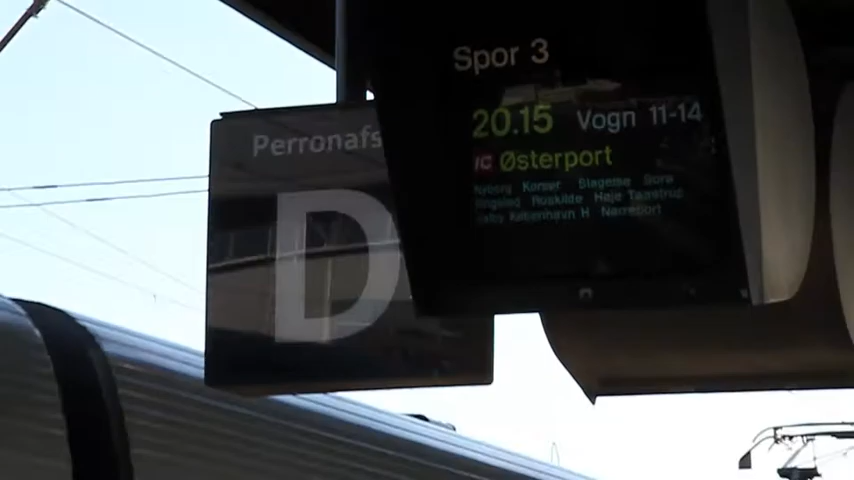 Spor 3
20.15 Vogn 11-14
IC Østerport
Nyborg Korsør Slagelse Sorø
Ringsted Roskilde Høje Taastrup
Valby København H Nørreport
Perronafs
D